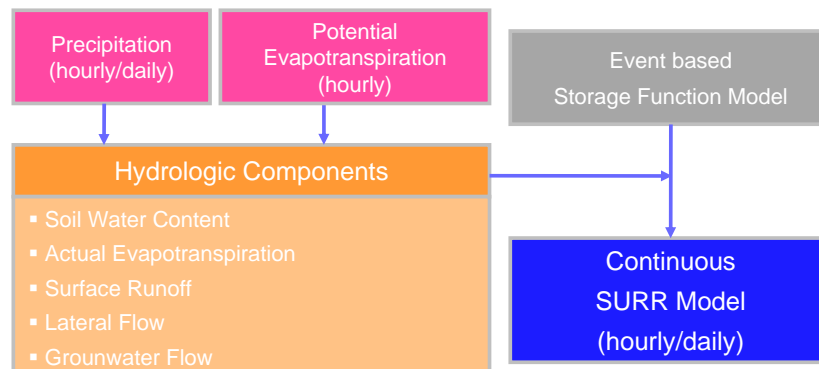 Precipitation
(hourly/daily)
Potential
Evapotranspiration
(hourly)
Event based
Storage Function Model
Hydrologic Components
▪ Soil Water Content
▪ Actual Evapotranspiration
▪ Surface Runoff
▪ Lateral Flow
▪ Grounwater Flow
Continuous
SURR Model
(hourly/daily)